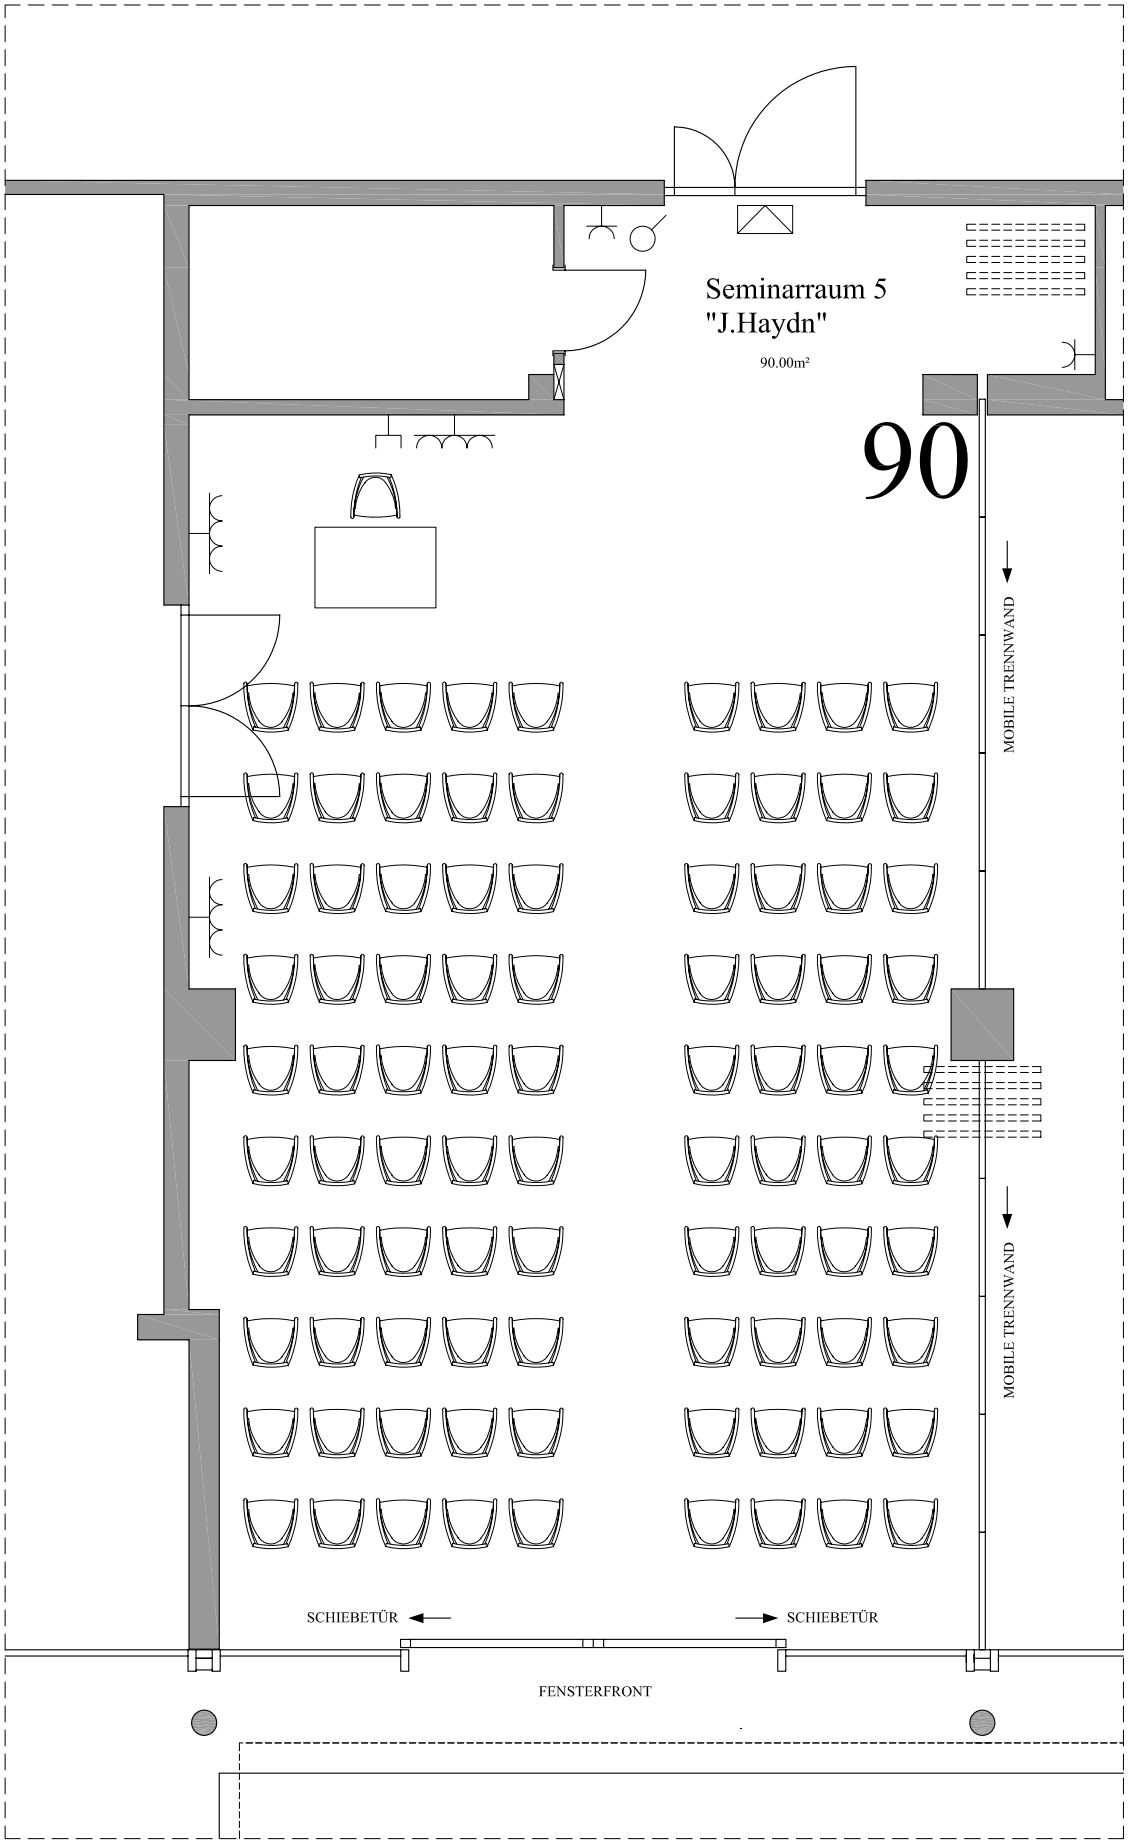 Seminarraum 5
"J.Haydn"
90.00m²
90
MOBILE TRENNWAND
MOBILE TRENNWAND
SCHIEBETÜR
SCHIEBETÜR
FENSTERFRONT